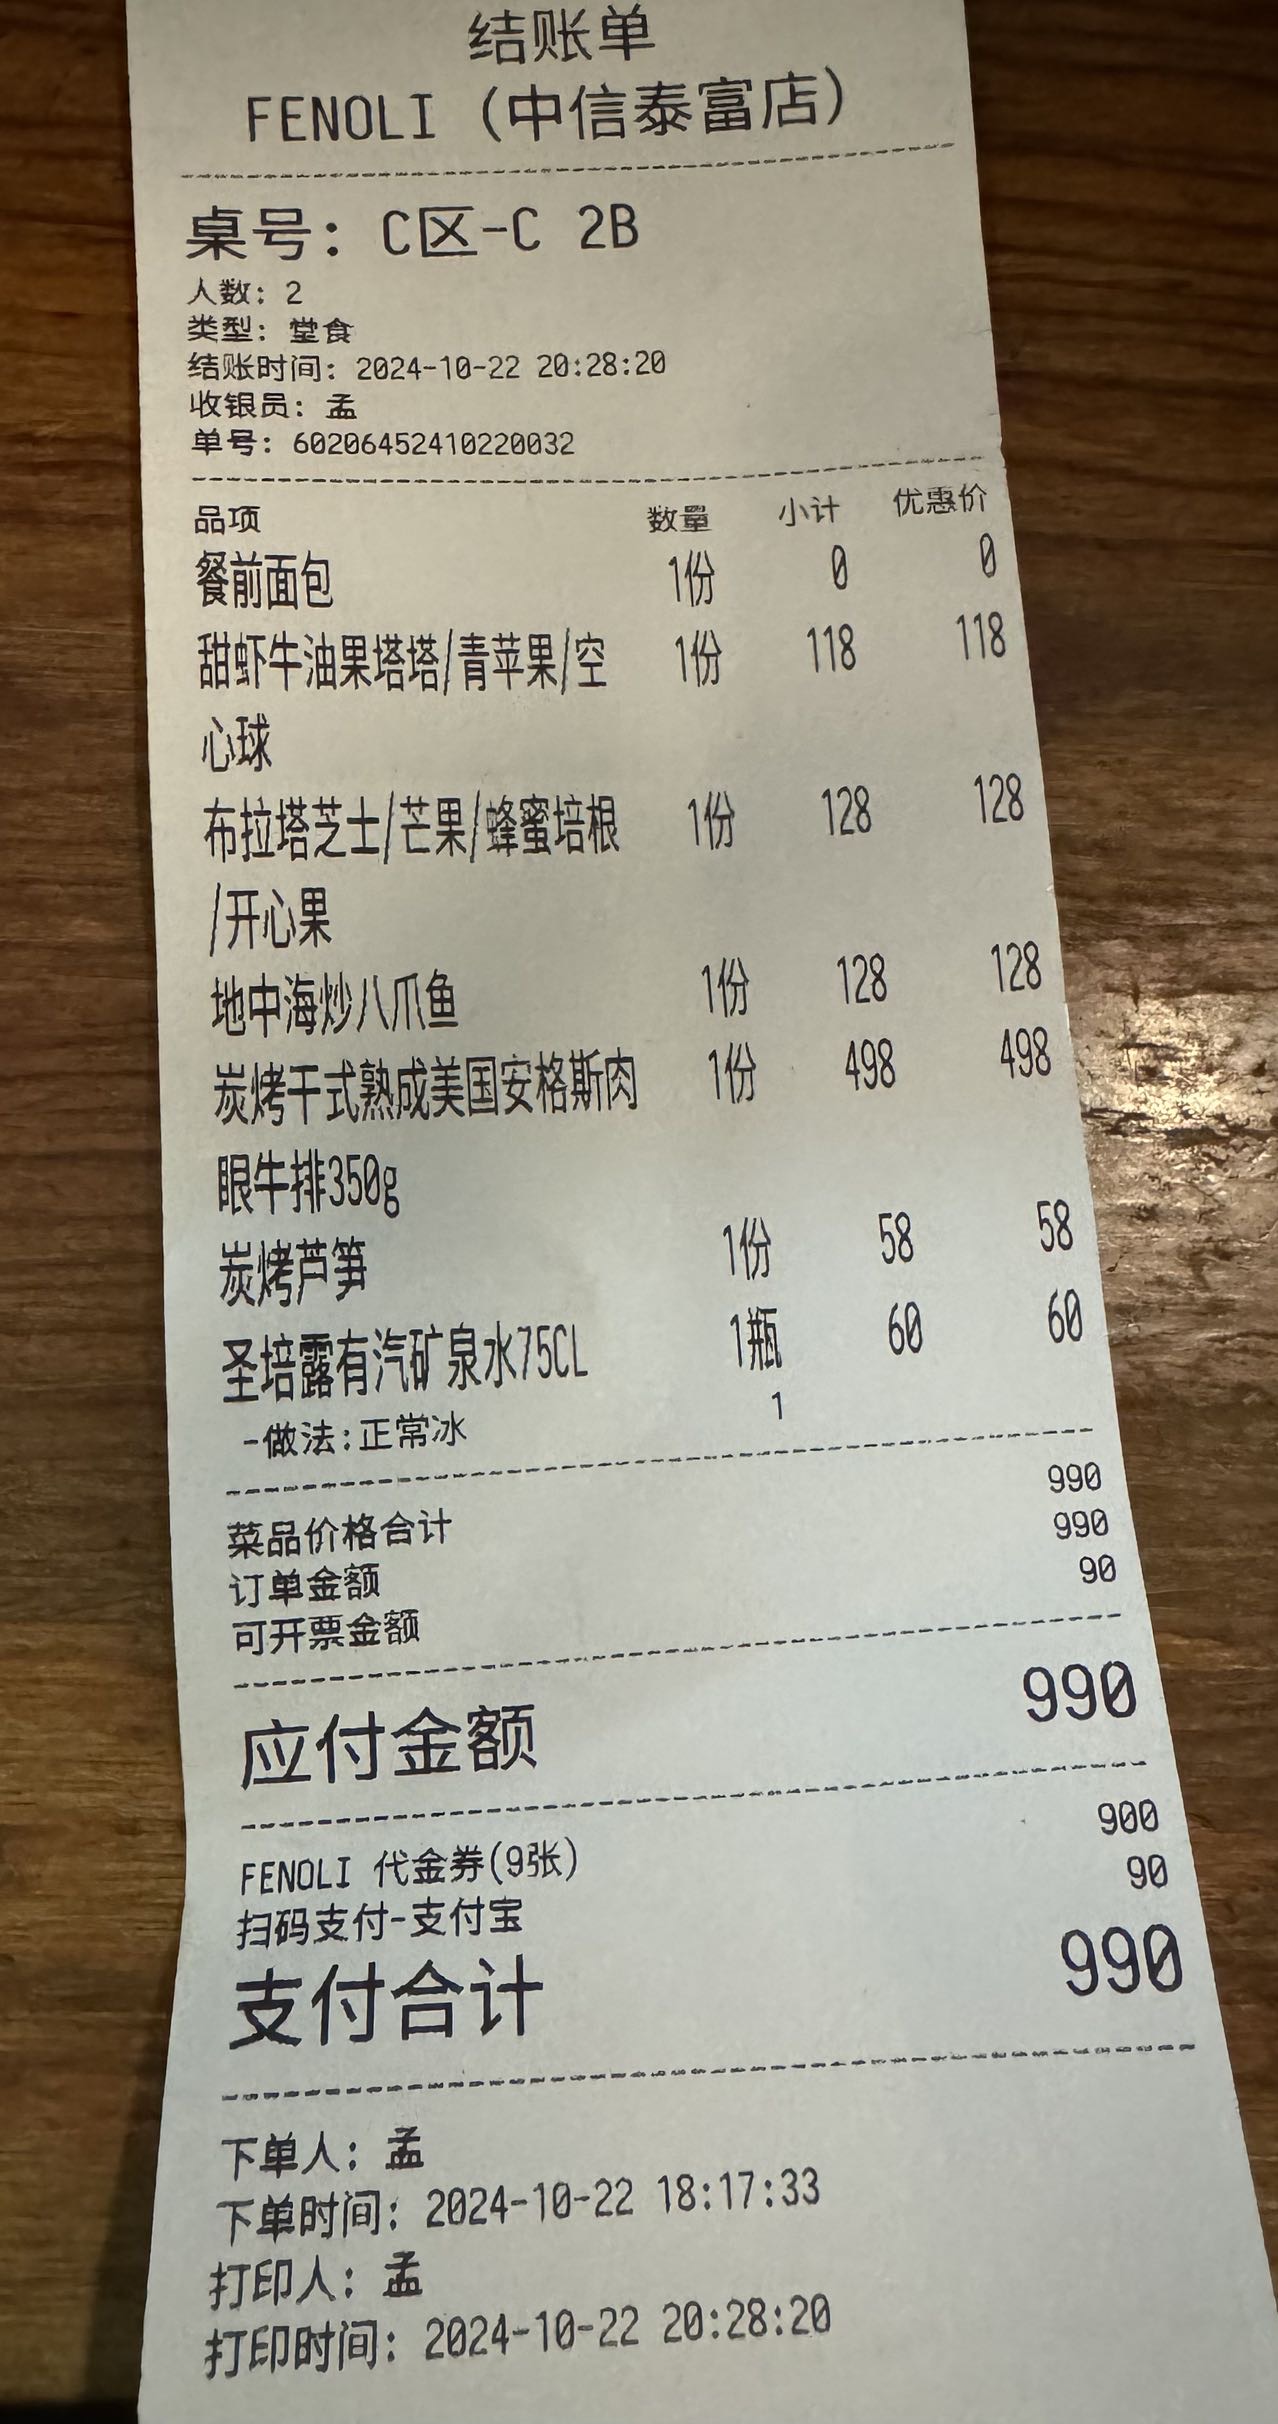 结账单
FENOLI (中信泰富店)
桌号: C区-C 2B
人数: 2
类型: 堂食
结账时间: 2024-10-22 20:28:20
收银员: 孟
单号: 60206452410220032
品项 数量 小计 优惠价
餐前面包 1份 0 0
甜虾牛油果塔塔/青苹果/空 1份 118 118
心球
布拉塔芝士/芒果/蜂蜜培根 1份 128 128
/开心果
地中海炒八爪鱼 1份 128 128
炭烤干式熟成美国安格斯肉 1份 498 498
眼牛排350g
炭烤芦笋 1份 58 58
圣培露有汽矿泉水75CL 1瓶 60 60
-做法:正常冰 1
菜品价格合计 990
订单金额 990
可开票金额 90
应付金额 990
FENOLI 代金券(9张) 900
扫码支付-支付宝 90
支付合计 990
下单人: 孟
下单时间: 2024-10-22 18:17:33
打印人: 孟
打印时间: 2024-10-22 20:28:20